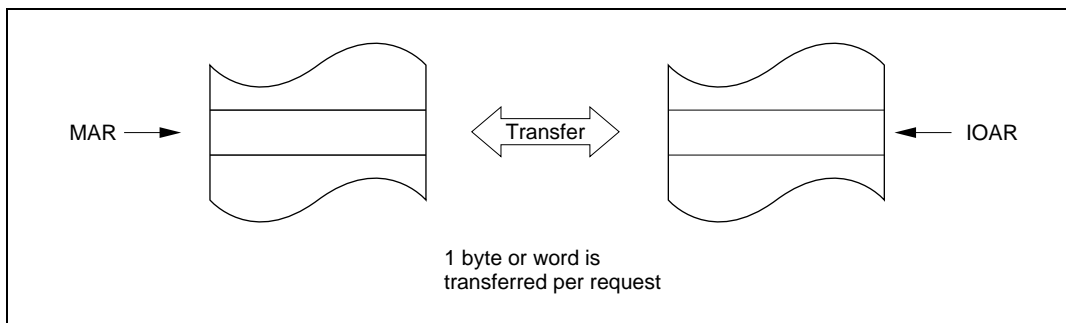 MAR
Transfer
IOAR
1 byte or word is
transferred per request